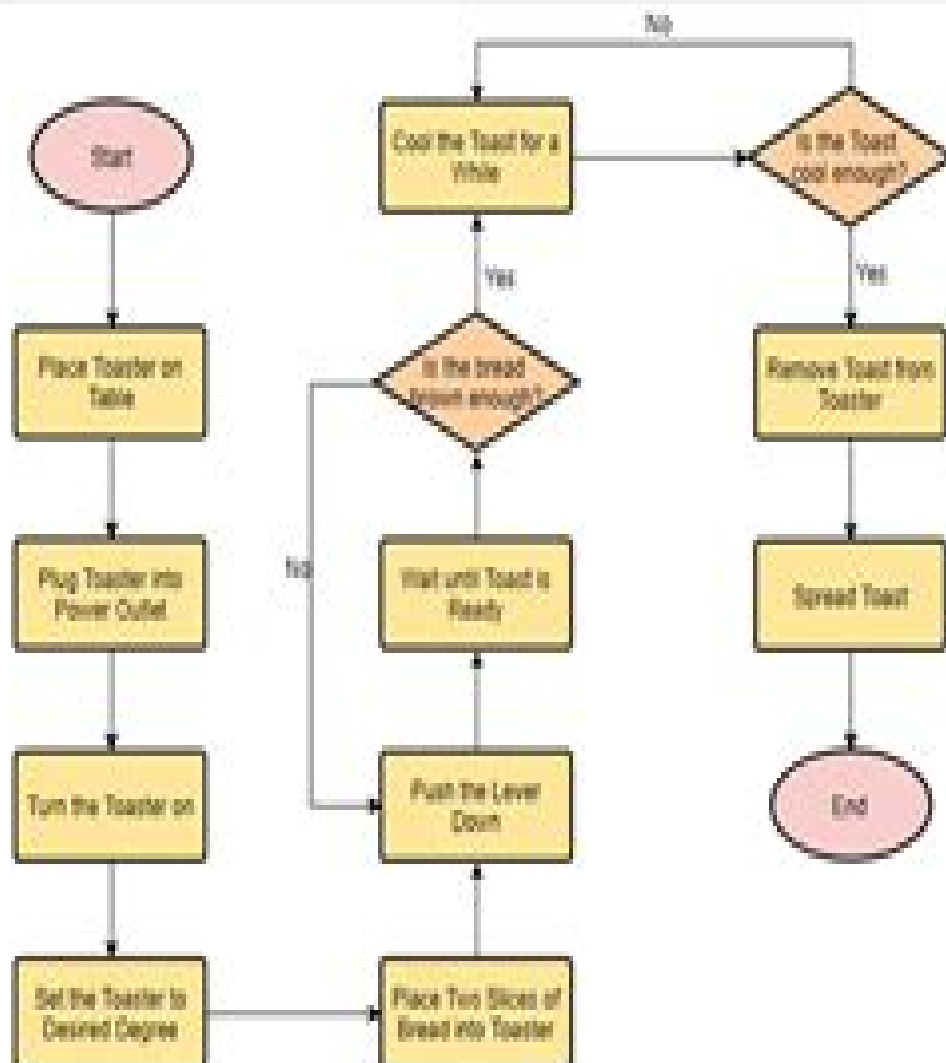 Start
Place Toaster on
Table
Plug Toaster into
Power Outlet
Turn the Toaster on
Set the Toaster to
Desired Degree
Place Two Slices of
Bread into Toaster
Push the Lever
Down
Wait until Toast is
Ready
Is the bread
brown enough?
No
Yes
Cool the Toast for a
While
Is the Toast
cool enough?
No
Yes
Remove Toast from
Toaster
Spread Toast
End